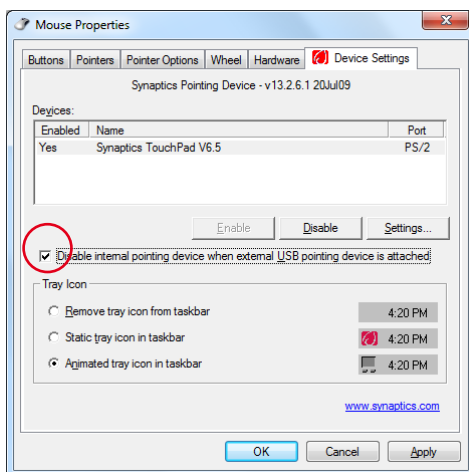 Mouse Properties
Buttons Pointers Pointer Options Wheel Hardware Device Settings
Synaptics Pointing Device - v13.2.6.1 20Jul09
Devices:
Enabled Name Port
Yes Synaptics TouchPad V6.5 PS/2
Enable Disable Settings...
Disable internal pointing device when external USB pointing device is attached
Tray Icon
Remove tray icon from taskbar 4:20 PM
Static tray icon in taskbar 4:20 PM
Animated tray icon in taskbar 4:20 PM
www.synaptics.com
OK Cancel Apply